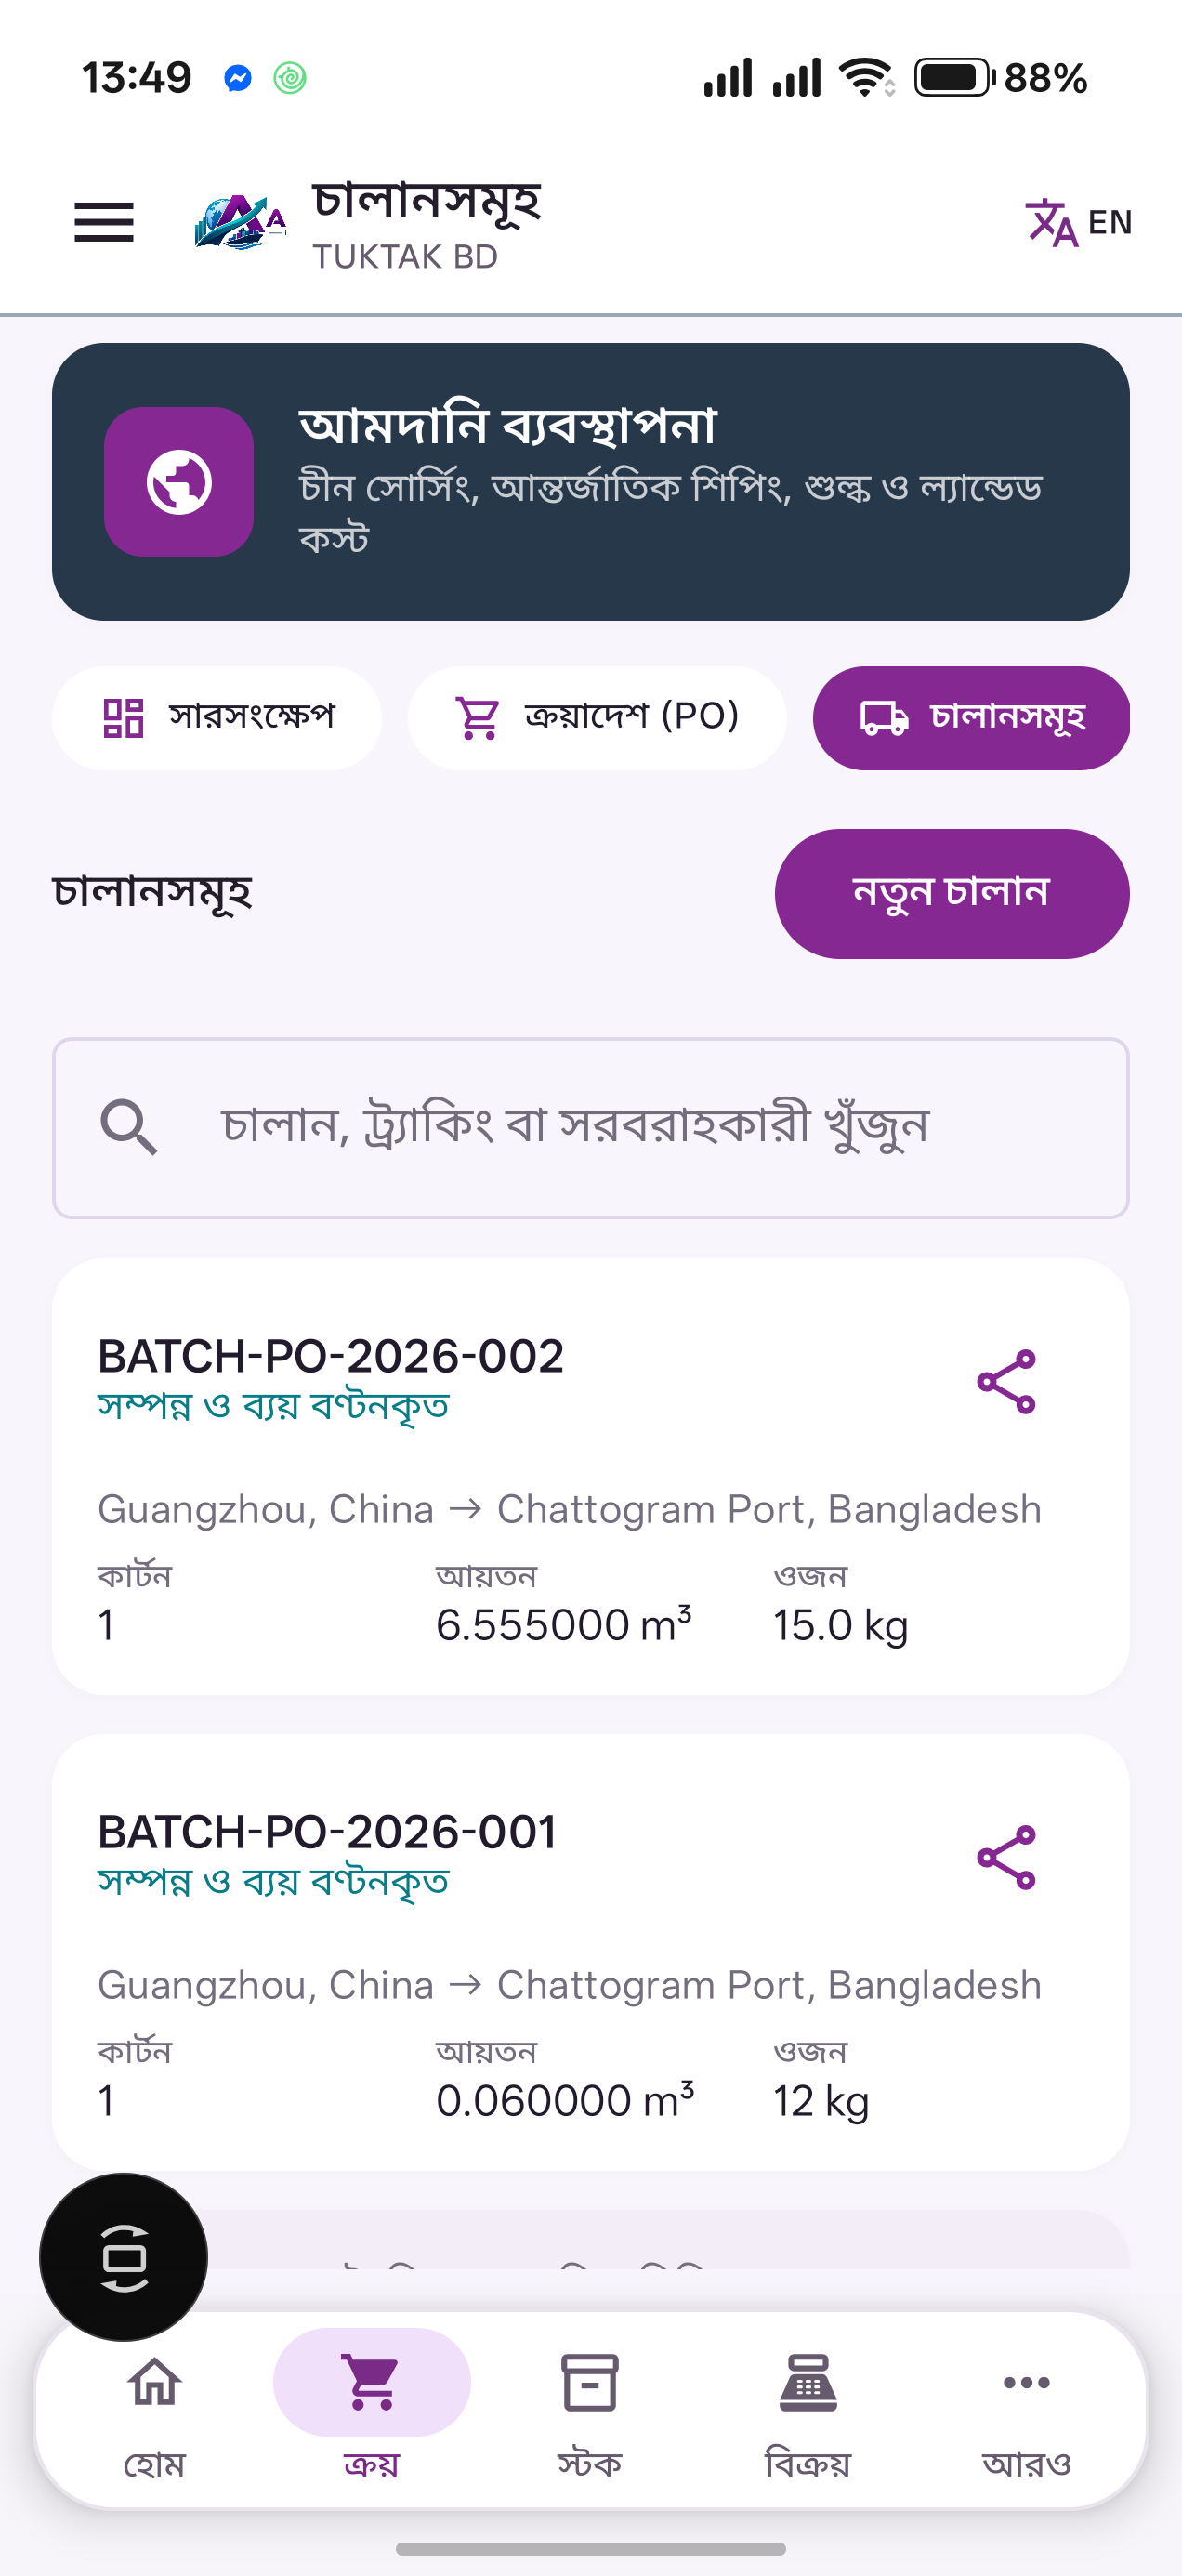 13:49
88%
চালানসমূহ
TUKTAK BD
EN
আমদানি ব্যবস্থাপনা
চীন সোর্সিং, আন্তর্জাতিক শিপিং, শুল্ক ও ল্যান্ডেড
কস্ট
সারসংক্ষেপ
ক্রয়াদেশ (PO)
চালানসমূহ
চালানসমূহ
নতুন চালান
চালান, ট্র্যাকিং বা সরবরাহকারী খুঁজুন
BATCH-PO-2026-002
সম্পন্ন ও ব্যয় বণ্টনকৃত
Guangzhou, China → Chattogram Port, Bangladesh
কার্টন আয়তন ওজন
1 6.555000 m³ 15.0 kg
BATCH-PO-2026-001
সম্পন্ন ও ব্যয় বণ্টনকৃত
Guangzhou, China → Chattogram Port, Bangladesh
কার্টন আয়তন ওজন
1 0.060000 m³ 12 kg
হোম ক্রয় স্টক বিক্রয় আরও